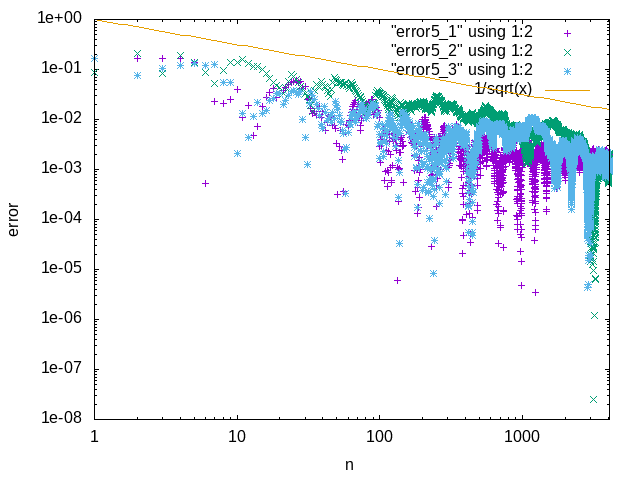 1e+00
1e-01
1e-02
1e-03
1e-04
1e-05
1e-06
1e-07
1e-08
error
"error5_1" using 1:2
"error5_2" using 1:2
"error5_3" using 1:2
1/sqrt(x)
1 10 100 1000
n